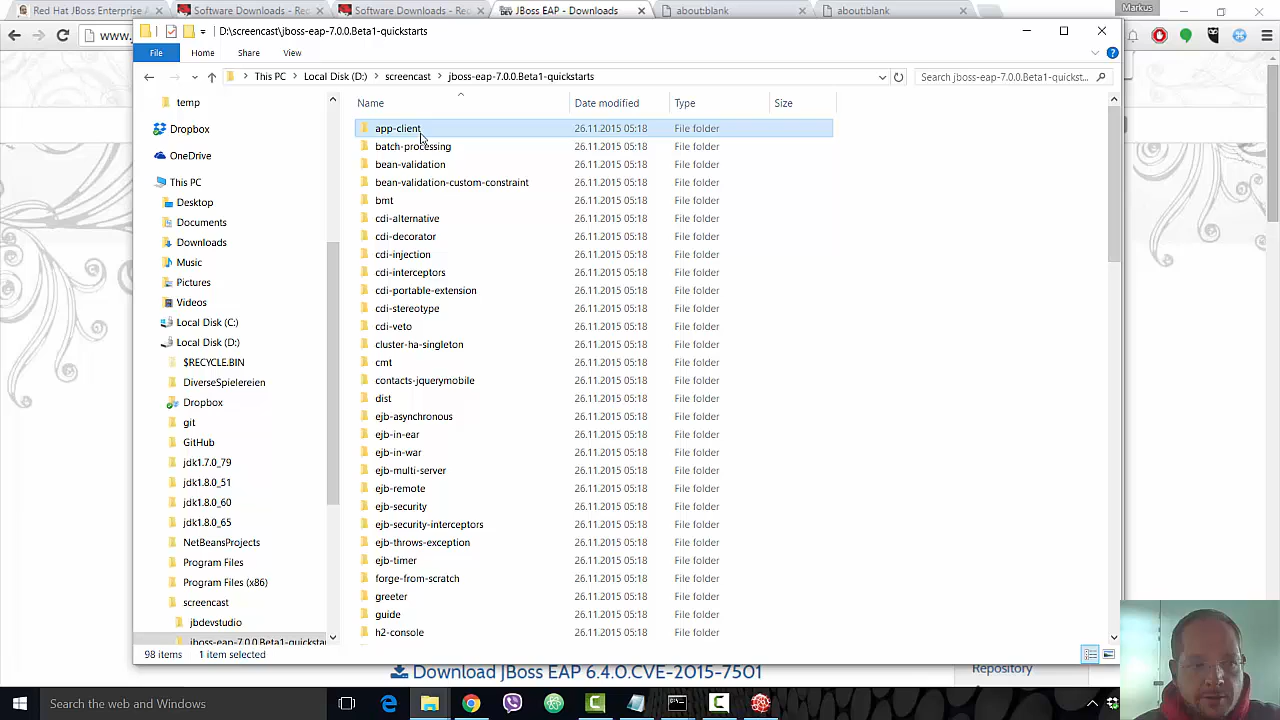 Red Hat JBoss Enterprise A
Software Downloads - Re
Software Downloads - Re
JBoss EAP - Downloads
about:blank
about:blank
Markus
D:\screencast\jboss-eap-7.0.0.Beta1-quickstarts
www.
File
Home
Share
View
This PC
Local Disk (D:)
screencast
jboss-eap-7.0.0.Beta1-quickstarts
Search jboss-eap-7.0.0.Beta1-quickst...
Name
Date modified
Type
Size
temp
Dropbox
OneDrive
This PC
Desktop
Documents
Downloads
Music
Pictures
Videos
Local Disk (C:)
Local Disk (D:)
$RECYCLE.BIN
DiverseSpielereien
Dropbox
git
GitHub
jdk1.7.0_79
jdk1.8.0_51
jdk1.8.0_60
jdk1.8.0_65
NetBeansProjects
Program Files
Program Files (x86)
screencast
jbdevstudio
jboss-eap-7.0.0.Beta1-quickstar
app-client 26.11.2015 05:18 File folder
batch-processing 26.11.2015 05:18 File folder
bean-validation 26.11.2015 05:18 File folder
bean-validation-custom-constraint 26.11.2015 05:18 File folder
bmt 26.11.2015 05:18 File folder
cdi-alternative 26.11.2015 05:18 File folder
cdi-decorator 26.11.2015 05:18 File folder
cdi-injection 26.11.2015 05:18 File folder
cdi-interceptors 26.11.2015 05:18 File folder
cdi-portable-extension 26.11.2015 05:18 File folder
cdi-stereotype 26.11.2015 05:18 File folder
cdi-veto 26.11.2015 05:18 File folder
cluster-ha-singleton 26.11.2015 05:18 File folder
cmt 26.11.2015 05:18 File folder
contacts-jquerymobile 26.11.2015 05:18 File folder
dist 26.11.2015 05:18 File folder
ejb-asynchronous 26.11.2015 05:18 File folder
ejb-in-ear 26.11.2015 05:18 File folder
ejb-in-war 26.11.2015 05:18 File folder
ejb-multi-server 26.11.2015 05:18 File folder
ejb-remote 26.11.2015 05:18 File folder
ejb-security 26.11.2015 05:18 File folder
ejb-security-interceptors 26.11.2015 05:18 File folder
ejb-throws-exception 26.11.2015 05:18 File folder
ejb-timer 26.11.2015 05:18 File folder
forge-from-scratch 26.11.2015 05:18 File folder
greeter 26.11.2015 05:18 File folder
guide 26.11.2015 05:18 File folder
h2-console 26.11.2015 05:18 File folder
98 items
1 item selected
Download JBoss EAP 6.4.0.CVE-2015-7501
Repository
Search the web and Windows